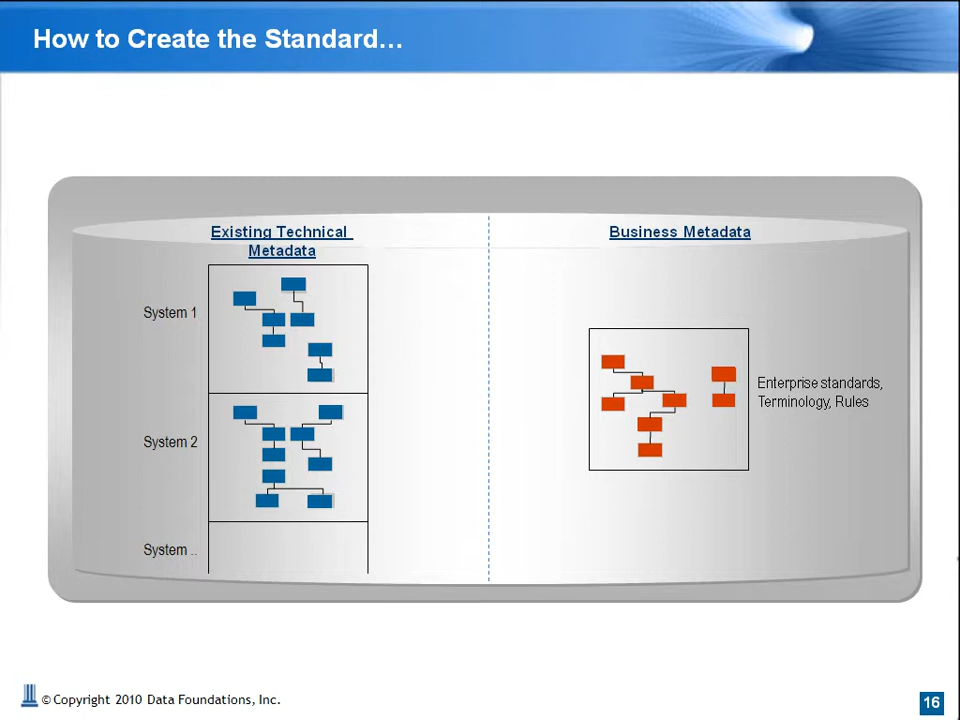 How to Create the Standard…
Existing Technical
Metadata
Business Metadata
System 1
Enterprise standards,
Terminology, Rules
System 2
System ..
© Copyright 2010 Data Foundations, Inc.
16